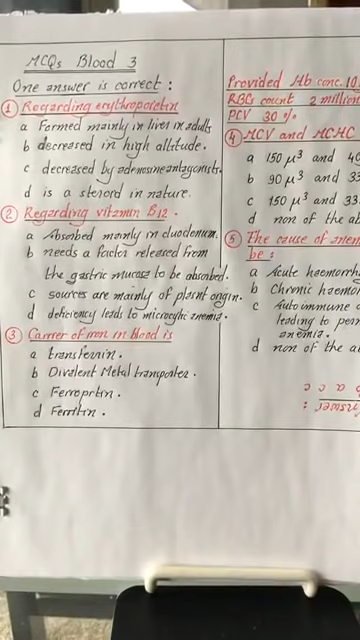 MCQs Blood 3
One answer is correct :
① Regarding erythropoietin
a Formed mainly in liver in adults
b decreased in high altitude.
c decreased by adenosine antagonists.
d is a steroid in nature.
② Regarding vitamin B12 .
a Absorbed mainly in duodenum.
b needs a factor released from
the gastric mucosa to be absorbed.
c sources are mainly of plant origin.
d deficiency leads to microcytic anemia.
③ Carrier of iron in blood is
a transferrin.
b Divalent Metal transporter.
c Ferroportin.
d Ferritin.
Provided Hb conc. 10
RBCs count 2 million
PCV 30 %
④ MCV and MCHC
a 150 μ³ and 40
b 90 μ³ and 33
c 150 μ³ and 33.
d non of the
⑤ The cause of
be :
a Acute
b Chronic
c Autoimmune
leading to
anemia.
d non of the